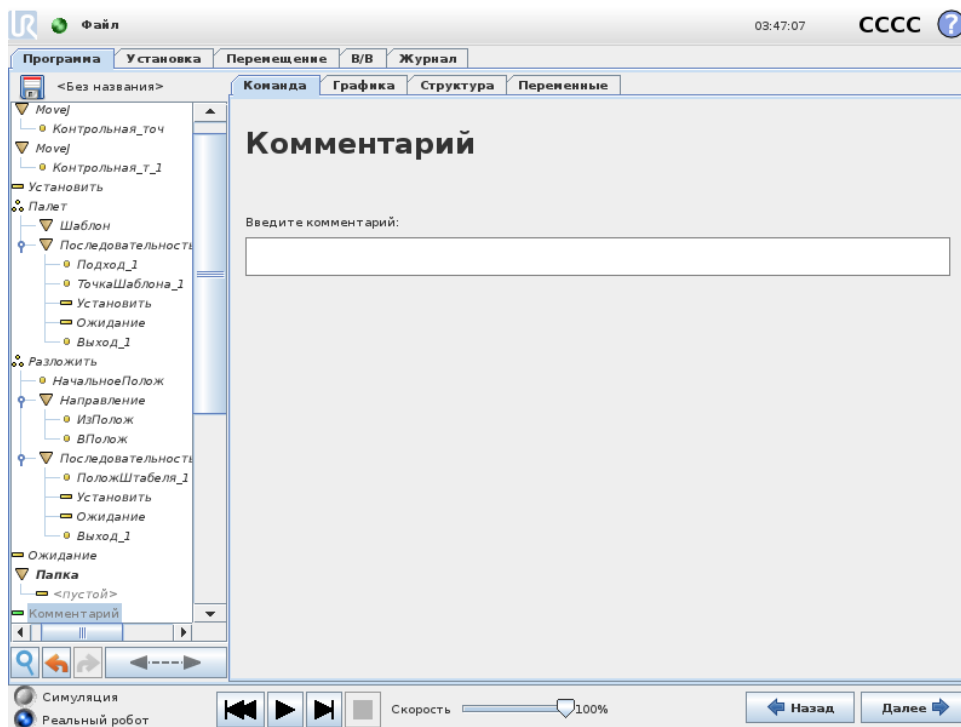 UR Файл 03:47:07 CCCC ?
Программа Установка Перемещение В/В Журнал
<Без названия> Команда Графика Структура Переменные
MoveJ
Контрольная_точ
MoveJ
Контрольная_т_1
Установить
Палет
Шаблон
Последовательность
Подход_1
ТочкаШаблона_1
Установить
Ожидание
Выход_1
Разложить
НачальноеПолож
Направление
ИзПолож
ВПолож
Последовательность
ПоложШтабеля_1
Установить
Ожидание
Выход_1
Ожидание
Папка
<пустой>
Комментарий
Комментарий
Введите комментарий:
Симуляция
Реальный робот
Скорость 100%
Назад Далее